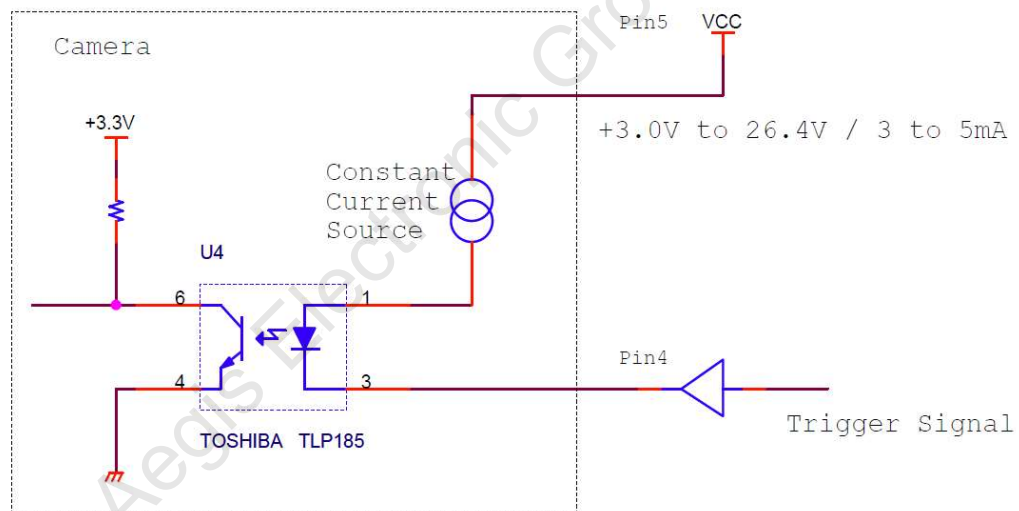 Pin5
VCC
Camera
+3.3V
+3.0V to 26.4V / 3 to 5mA
Constant
Current
Source
U4
6
1
Pin4
4
3
Trigger Signal
TOSHIBA TLP185
Aegis Electronic Gro